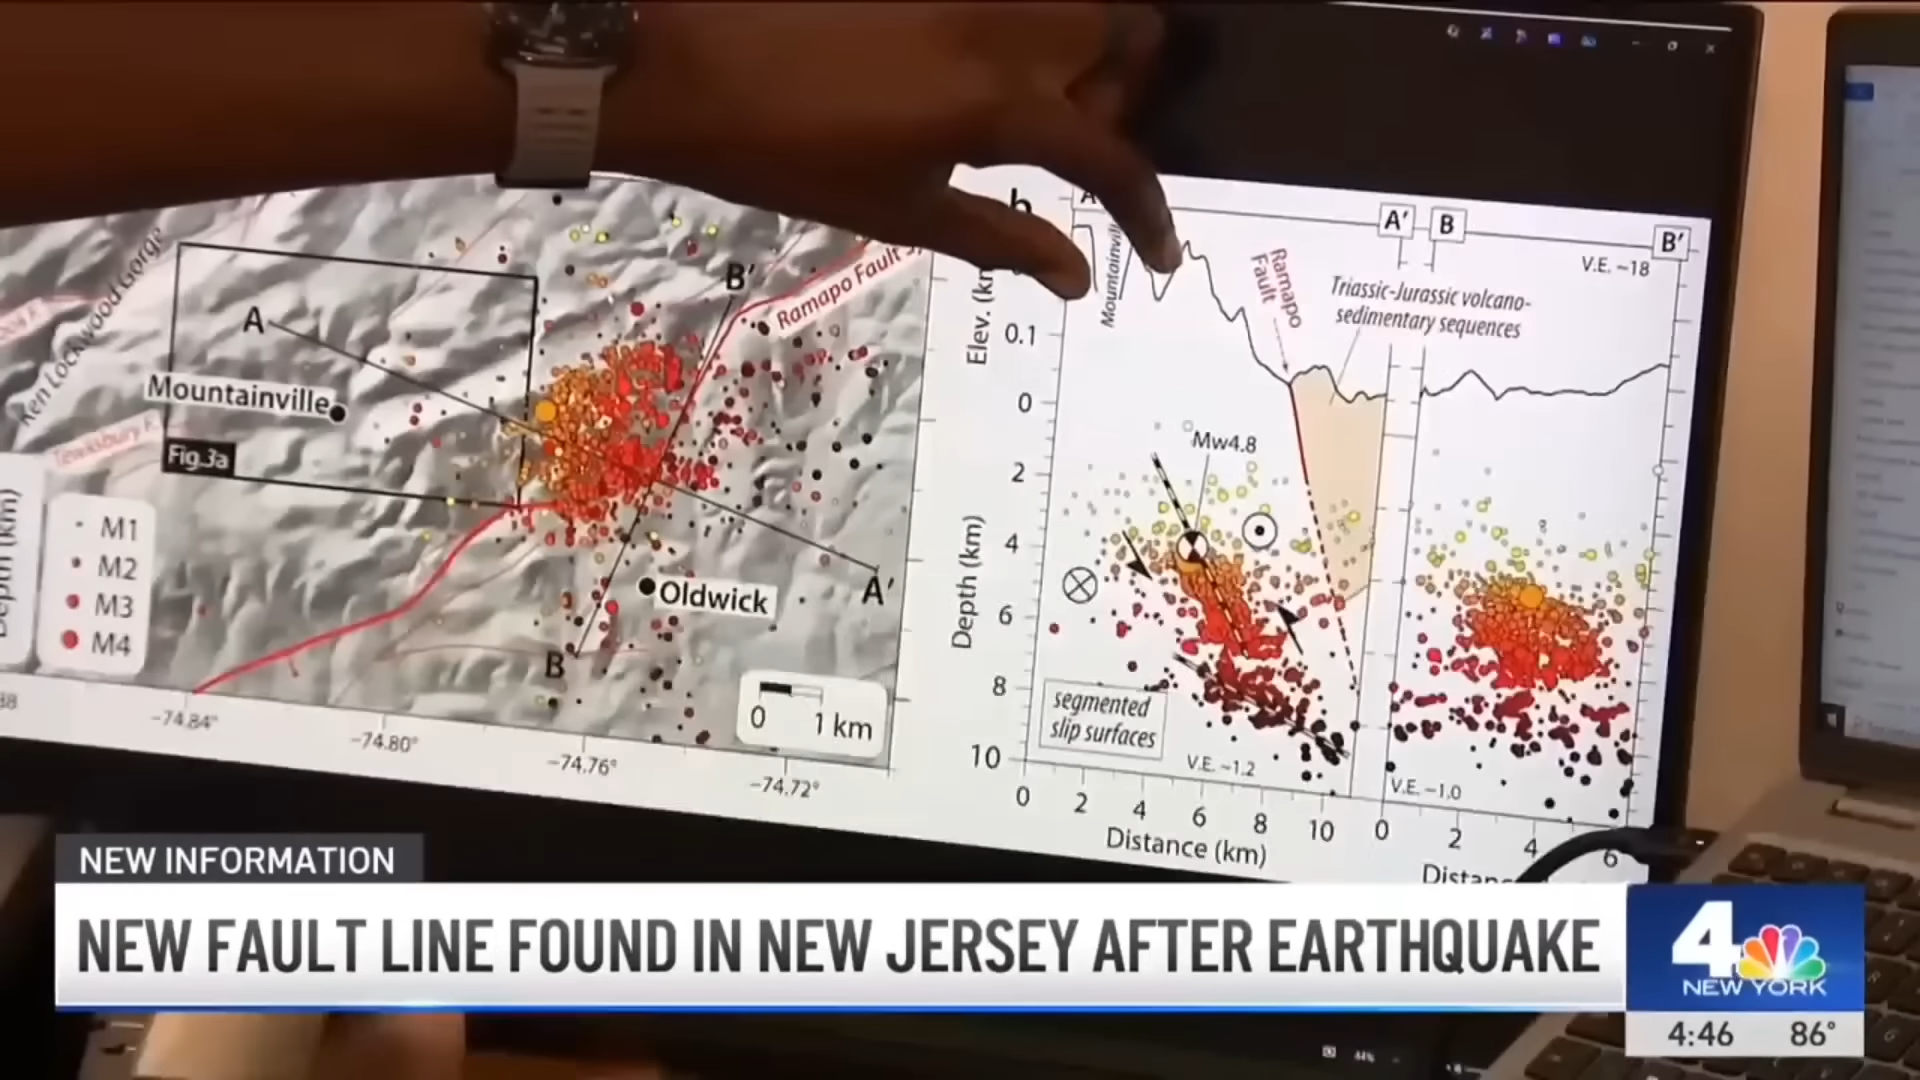 Ken Lockwood Gorge
A
B'
Ramapo Fault
Mountainville
Tewksbury F.
Fig.3a
M1
M2
M3
M4
Depth (km)
Oldwick
A'
B
0 1 km
-74.84°
-74.80°
-74.76°
-74.72°
b
A'
B
B'
V.E. ~18
Elev. (km
0.1
0
Ramapo
Fault
Triassic-Jurassic volcano-
sedimentary sequences
Mw4.8
Depth (km)
2
4
6
8
10
segmented
slip surfaces
V.E. ~1.2
V.E. ~1.0
0 2 4 6 8 10
Distance (km)
0 2 4 6
NEW INFORMATION
NEW FAULT LINE FOUND IN NEW JERSEY AFTER EARTHQUAKE
4
NEW YORK
4:46 86°